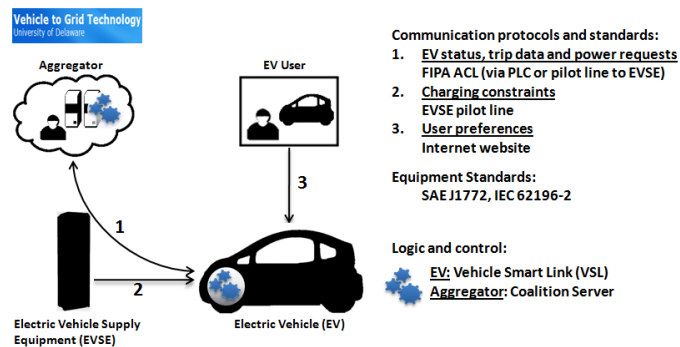 Vehicle to Grid Technology
University of Delaware
Aggregator
EV User
1
3
2
Electric Vehicle Supply
Equipment (EVSE)
Electric Vehicle (EV)
Communication protocols and standards:
1. EV status, trip data and power requests
FIPA ACL (via PLC or pilot line to EVSE)
2. Charging constraints
EVSE pilot line
3. User preferences
Internet website
Equipment Standards:
SAE J1772, IEC 62196-2
Logic and control:
EV: Vehicle Smart Link (VSL)
Aggregator: Coalition Server